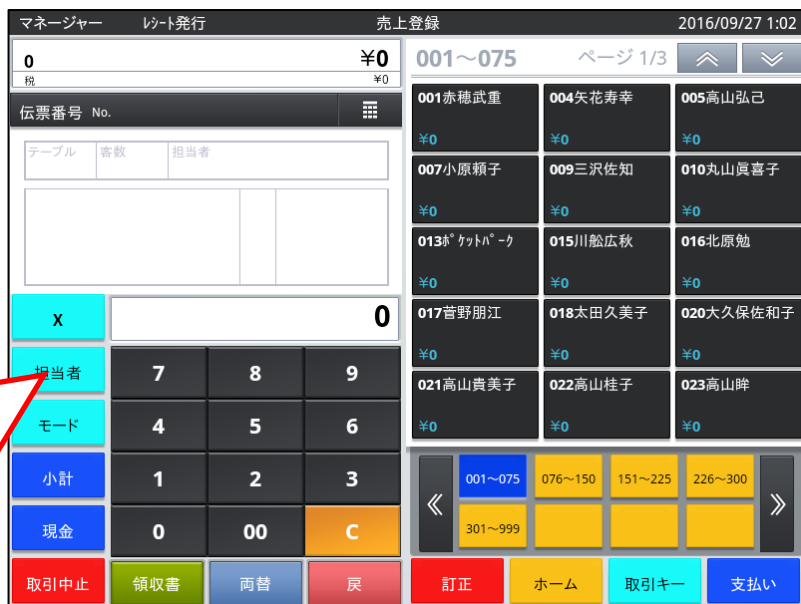 マネージャー ﾚｼｰﾄ発行 売上登録 2016/09/27 1:02
0 ¥0
税 ¥0
伝票番号 No.
テーブル 客数 担当者
X 0
担当者 7 8 9
モード 4 5 6
小計 1 2 3
現金 0 00 C
取引中止 領収書 両替 戻
001～075 ページ 1/3
001赤穂武重 004矢花寿幸 005高山弘己
¥0 ¥0 ¥0
007小原頼子 009三沢佐知 010丸山眞喜子
¥0 ¥0 ¥0
013ﾎﾟｹｯﾄﾊﾟｰｸ 015川舩広秋 016北原勉
¥0 ¥0 ¥0
017菅野朋江 018太田久美子 020大久保佐和子
¥0 ¥0 ¥0
021高山貴美子 022高山桂子 023高山眸
¥0 ¥0 ¥0
001～075 076～150 151～225 226～300
301～999
訂正 ホーム 取引キー 支払い